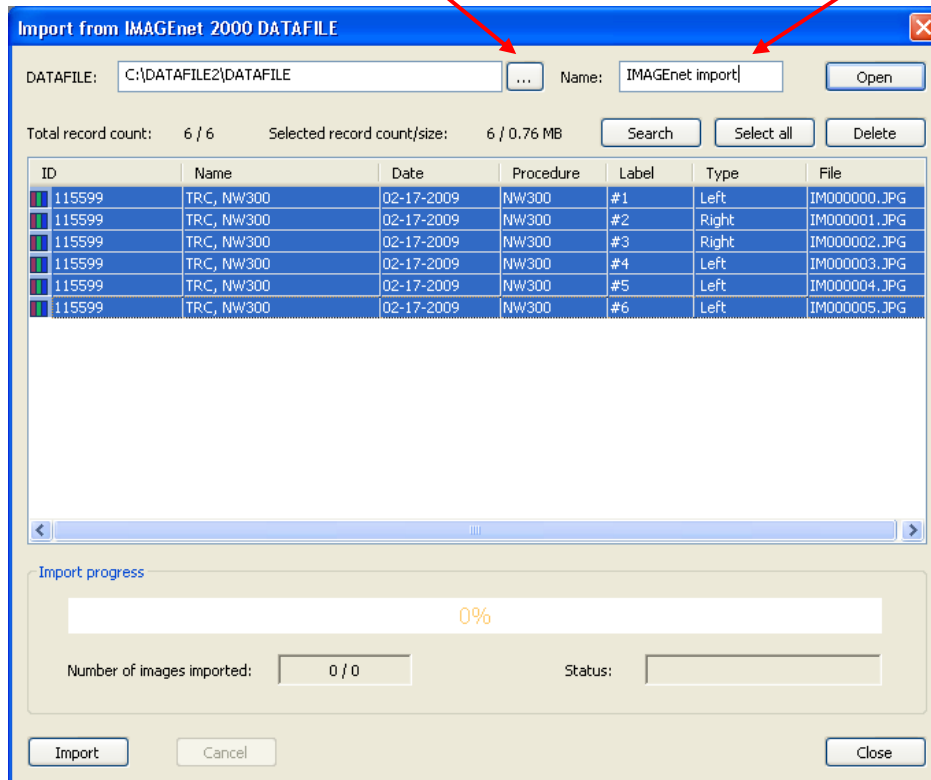 Import from IMAGEnet 2000 DATAFILE
DATAFILE: C:\DATAFILE2\DATAFILE ... Name: IMAGEnet import Open
Total record count: 6 / 6 Selected record count/size: 6 / 0.76 MB Search Select all Delete
ID Name Date Procedure Label Type File
115599 TRC, NW300 02-17-2009 NW300 #1 Left IM000000.JPG
115599 TRC, NW300 02-17-2009 NW300 #2 Right IM000001.JPG
115599 TRC, NW300 02-17-2009 NW300 #3 Right IM000002.JPG
115599 TRC, NW300 02-17-2009 NW300 #4 Left IM000003.JPG
115599 TRC, NW300 02-17-2009 NW300 #5 Left IM000004.JPG
115599 TRC, NW300 02-17-2009 NW300 #6 Left IM000005.JPG
Import progress
0%
Number of images imported: 0 / 0 Status:
Import Cancel Close